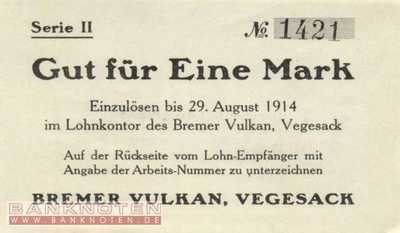 Serie II № 1421
Gut für Eine Mark
Einzulösen bis 29. August 1914
im Lohnkontor des Bremer Vulkan, Vegesack
Auf der Rückseite vom Lohn-Empfänger mit
Angabe der Arbeits-Nummer zu unterzeichnen
BREMER VULKAN, VEGESACK
BANKNOTEN
WWW.BANKNOTEN.DE